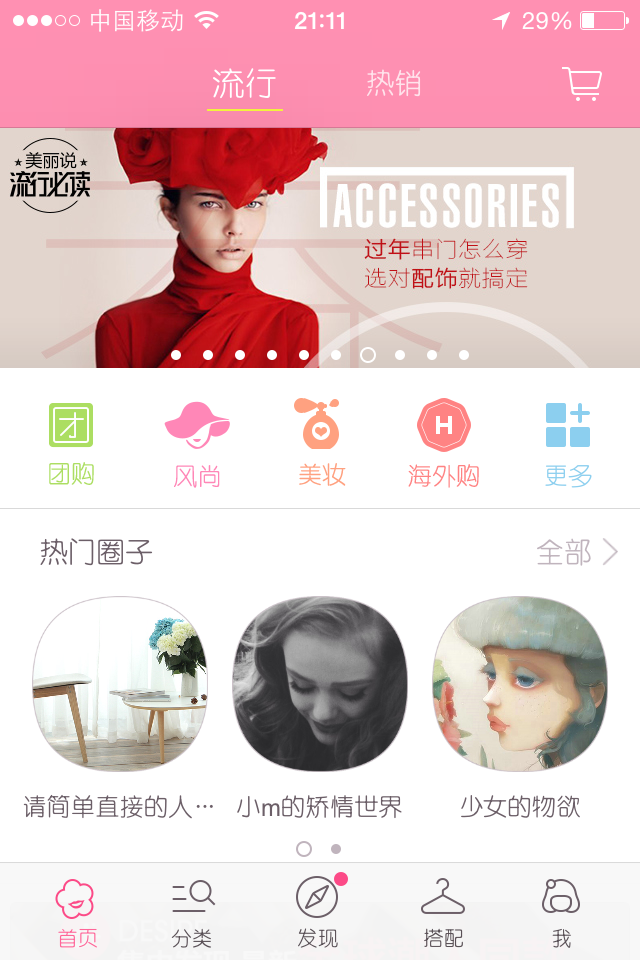 中国移动 21:11 29%
流行 热销
美丽说
流行必读
ACCESSORIES
过年串门怎么穿
选对配饰就搞定
团
H
团购 风尚 美妆 海外购 更多
热门圈子 全部
请简单直接的人… 小m的矫情世界 少女的物欲
首页 分类 发现 搭配 我